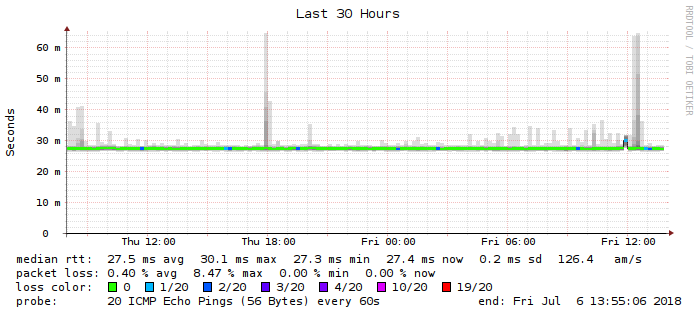 Last 30 Hours
RRDTOOL / TOBI OETIKER
Seconds
60 m
50 m
40 m
30 m
20 m
10 m
0
Thu 12:00 Thu 18:00 Fri 00:00 Fri 06:00 Fri 12:00
median rtt: 27.5 ms avg 30.1 ms max 27.3 ms min 27.4 ms now 0.2 ms sd 126.4 am/s
packet loss: 0.40 % avg 8.47 % max 0.00 % min 0.00 % now
loss color: 0 1/20 2/20 3/20 4/20 10/20 19/20
probe: 20 ICMP Echo Pings (56 Bytes) every 60s end: Fri Jul 6 13:55:06 2018